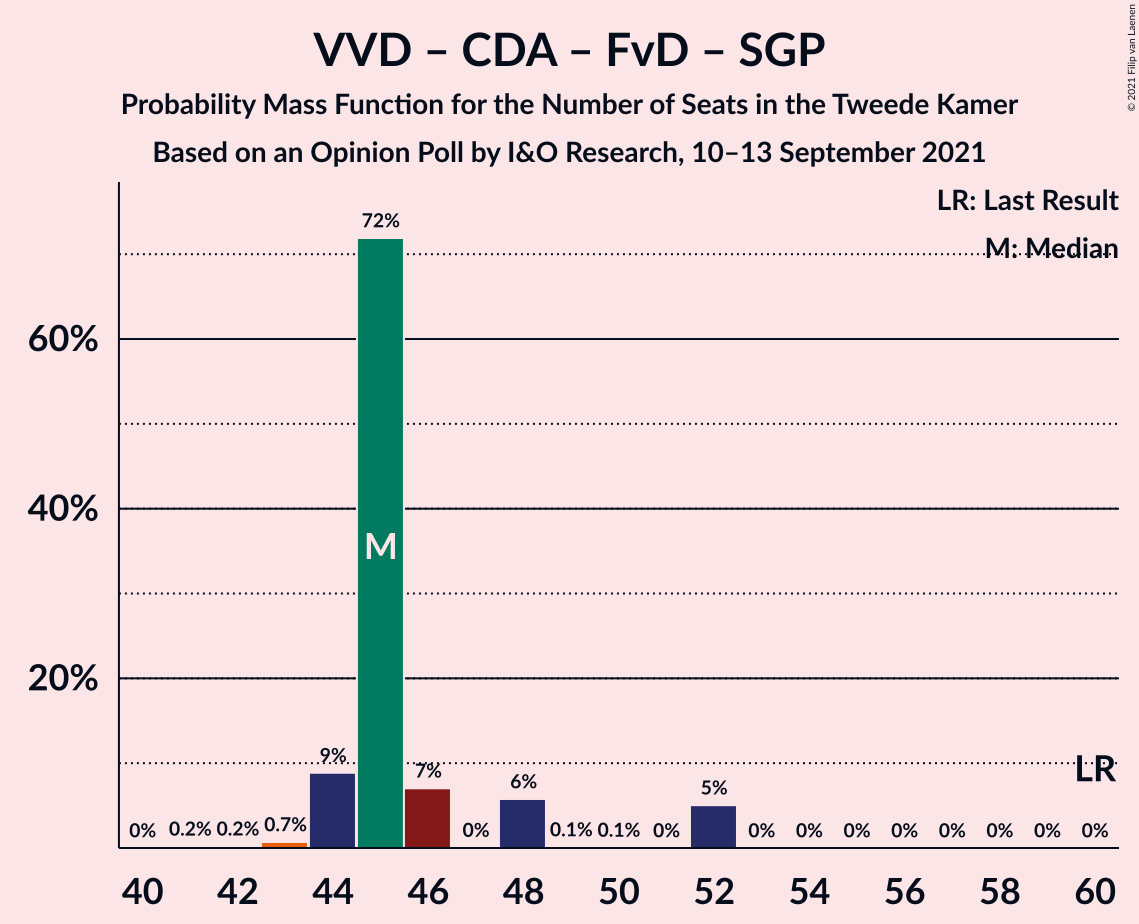 VVD – CDA – FvD – SGP
Probability Mass Function for the Number of Seats in the Tweede Kamer
Based on an Opinion Poll by I&O Research, 10–13 September 2021
© 2021 Filip van Laenen
LR: Last Result
M: Median
60%
40%
20%
0% 0.2% 0.2% 0.7% 9% 72% 7% 0% 6% 0.1% 0.1% 0% 5% 0% 0% 0% 0% 0% 0% 0% 0%
M
LR
40 42 44 46 48 50 52 54 56 58 60